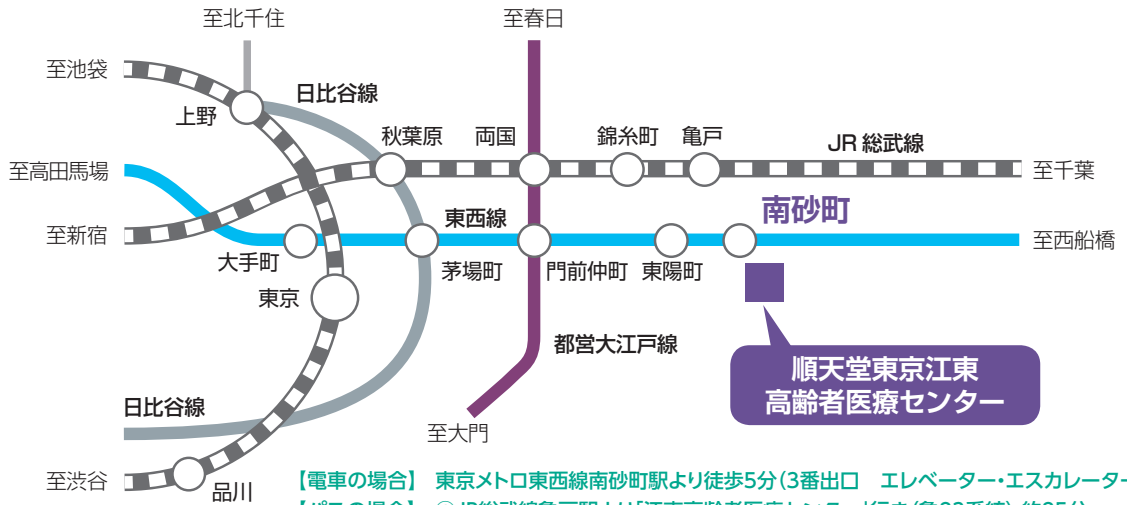 至北千住
至春日
至池袋
日比谷線
上野
秋葉原
両国
錦糸町
亀戸
JR 総武線
至高田馬場
至千葉
南砂町
東西線
至新宿
至西船橋
大手町
茅場町
門前仲町
東陽町
東京
都営大江戸線
順天堂東京江東
高齢者医療センター
日比谷線
至大門
至渋谷
品川
【電車の場合】 東京メトロ東西線南砂町駅より徒歩5分(3番出口 エレベーター・エスカレーター